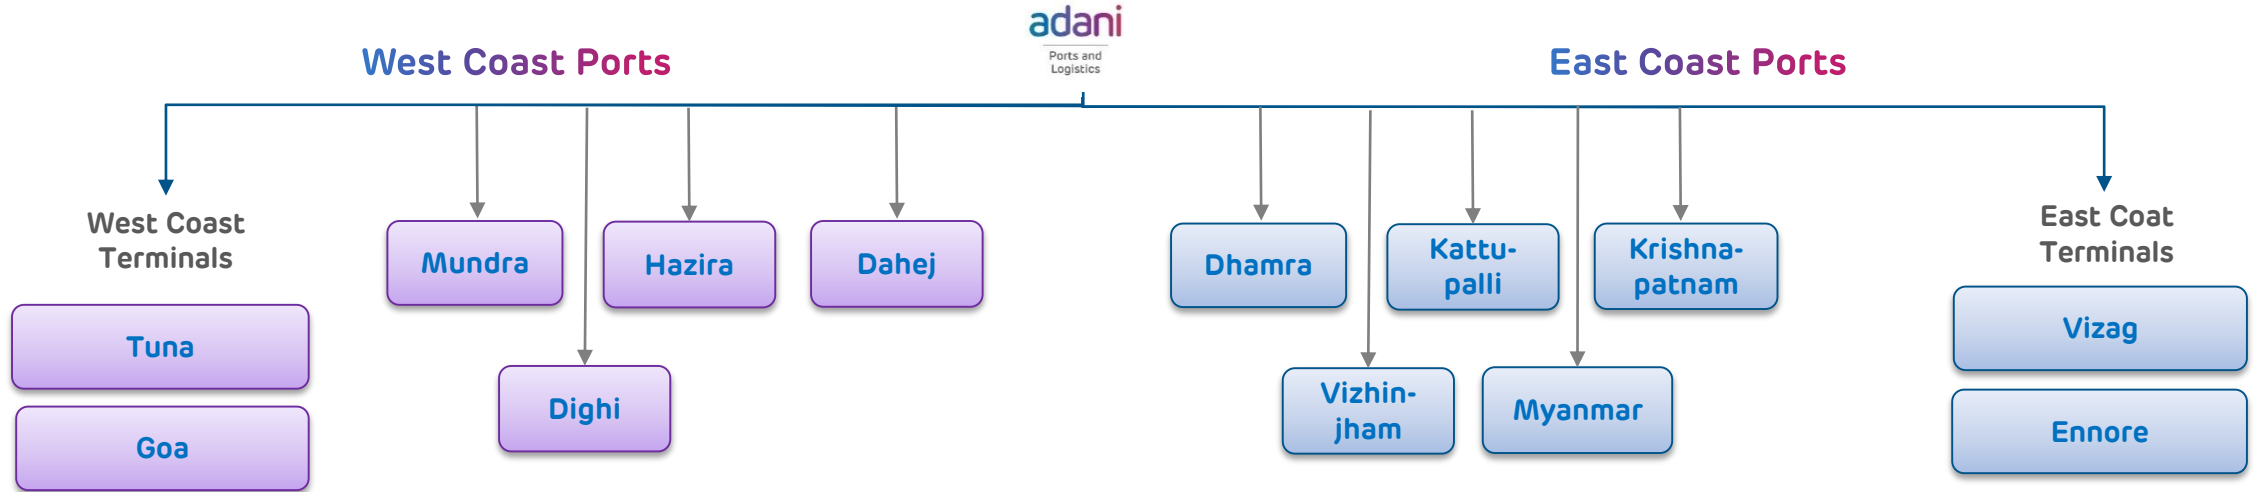 adani
Ports and
Logistics
West Coast Ports
East Coast Ports
West Coast
Terminals
Tuna
Goa
Mundra
Hazira
Dahej
Dighi
Dhamra
Kattu-
palli
Krishna-
patnam
Vizhin-
jham
Myanmar
East Coat
Terminals
Vizag
Ennore